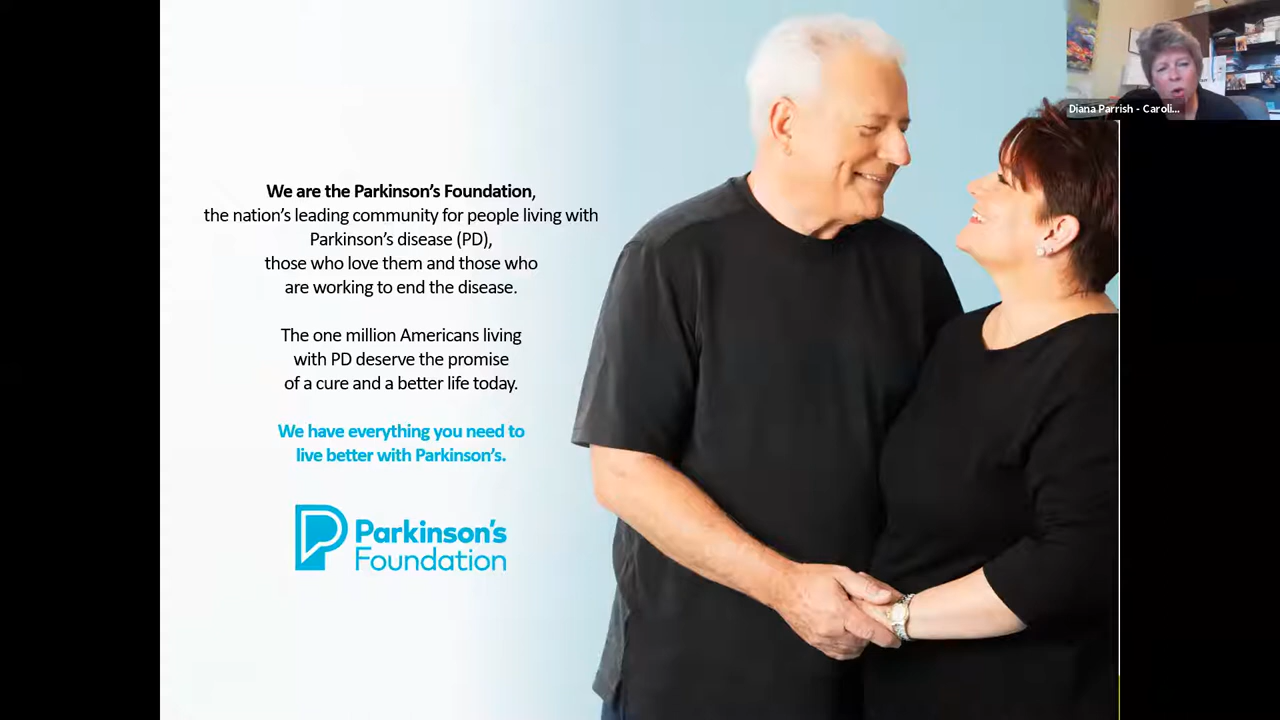 We are the Parkinson’s Foundation,
the nation’s leading community for people living with
Parkinson’s disease (PD),
those who love them and those who
are working to end the disease.
The one million Americans living
with PD deserve the promise
of a cure and a better life today.
We have everything you need to
live better with Parkinson’s.
Parkinson’s
Foundation
Diana Parrish - Caroli...